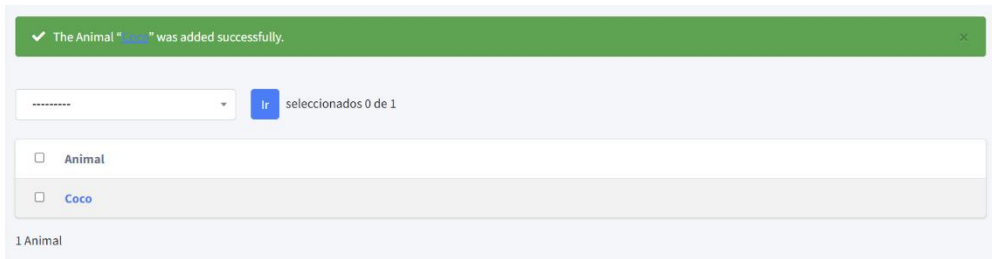 The Animal “Coco” was added successfully.
---------
Ir
seleccionados 0 de 1
Animal
Coco
1 Animal